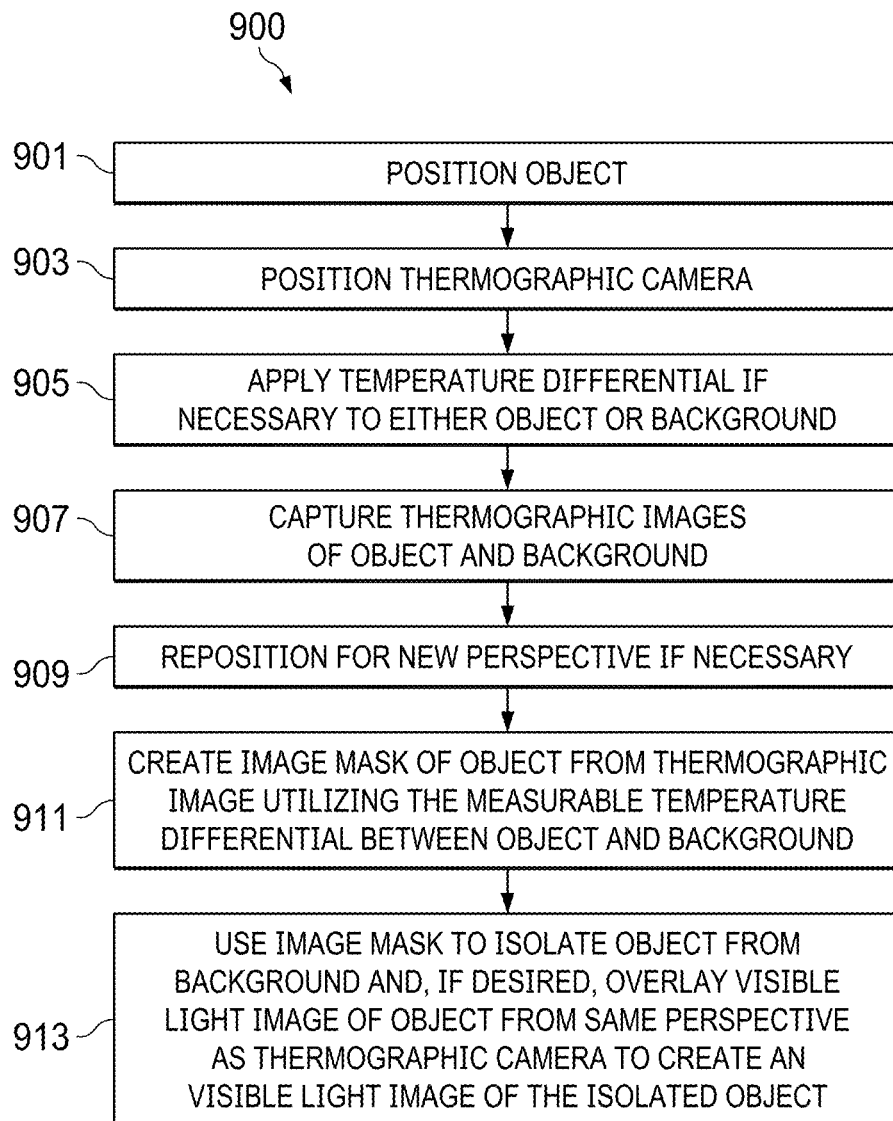 900
901
POSITION OBJECT
903
POSITION THERMOGRAPHIC CAMERA
905
APPLY TEMPERATURE DIFFERENTIAL IF
NECESSARY TO EITHER OBJECT OR BACKGROUND
907
CAPTURE THERMOGRAPHIC IMAGES
OF OBJECT AND BACKGROUND
909
REPOSITION FOR NEW PERSPECTIVE IF NECESSARY
911
CREATE IMAGE MASK OF OBJECT FROM THERMOGRAPHIC
IMAGE UTILIZING THE MEASURABLE TEMPERATURE
DIFFERENTIAL BETWEEN OBJECT AND BACKGROUND
913
USE IMAGE MASK TO ISOLATE OBJECT FROM
BACKGROUND AND, IF DESIRED, OVERLAY VISIBLE
LIGHT IMAGE OF OBJECT FROM SAME PERSPECTIVE
AS THERMOGRAPHIC CAMERA TO CREATE AN
VISIBLE LIGHT IMAGE OF THE ISOLATED OBJECT